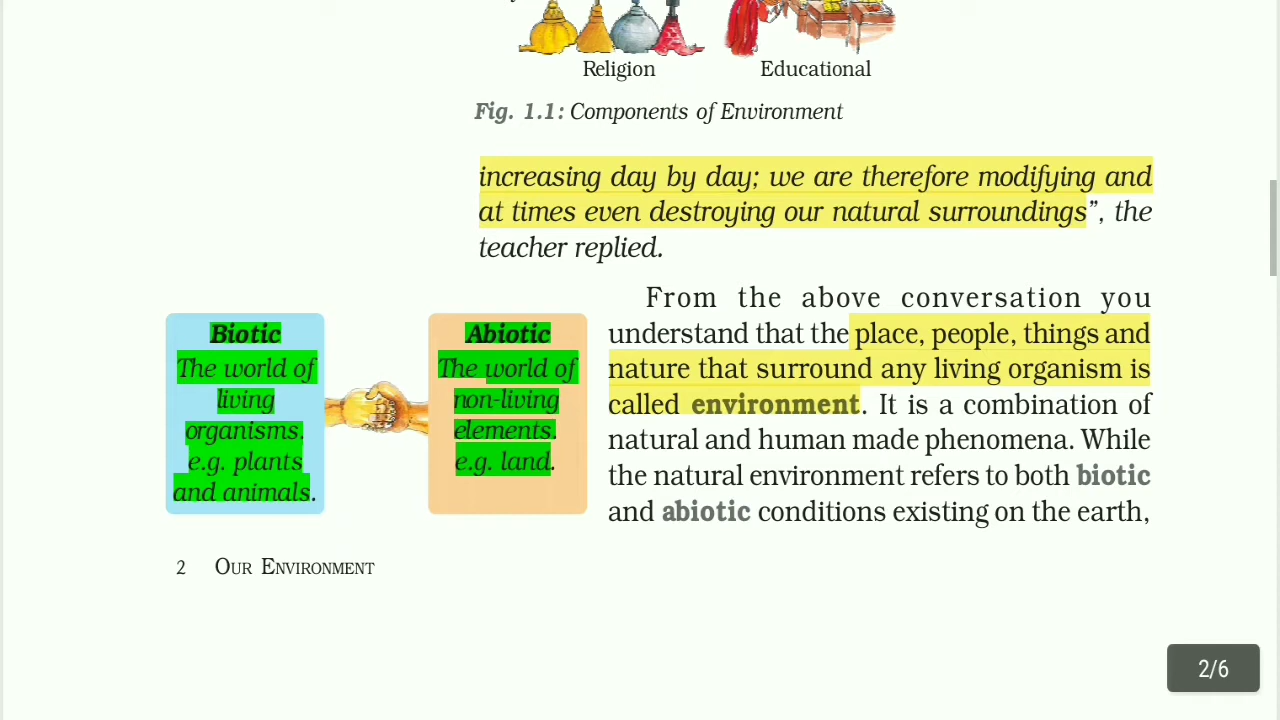 Religion
Educational
Fig. 1.1: Components of Environment
increasing day by day; we are therefore modifying and
at times even destroying our natural surroundings”, the
teacher replied.
Biotic
The world of
living
organisms.
e.g. plants
and animals.
Abiotic
The world of
non-living
elements.
e.g. land.
From the above conversation you
understand that the place, people, things and
nature that surround any living organism is
called environment. It is a combination of
natural and human made phenomena. While
the natural environment refers to both biotic
and abiotic conditions existing on the earth,
2 OUR ENVIRONMENT
2/6